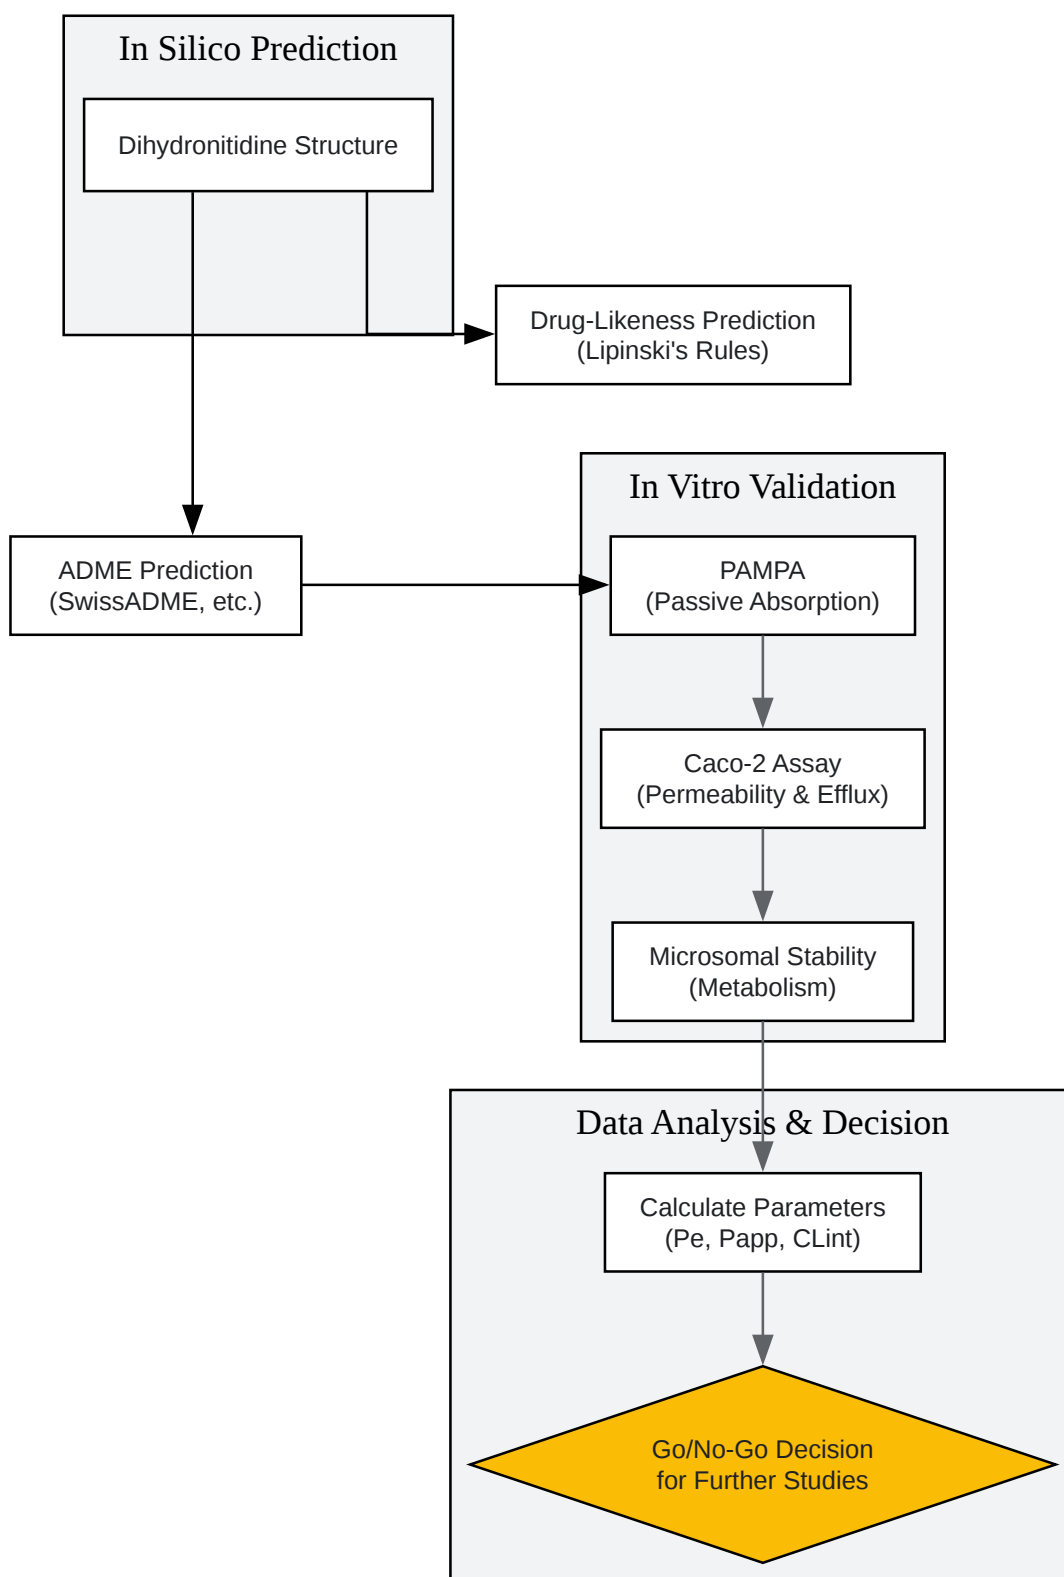 In Silico Prediction
Dihydronitidine Structure
Drug-Likeness Prediction
(Lipinski's Rules)
In Vitro Validation
ADME Prediction
(SwissADME, etc.)
PAMPA
(Passive Absorption)
Caco-2 Assay
(Permeability & Efflux)
Microsomal Stability
(Metabolism)
Data Analysis & Decision
Calculate Parameters
(Pe, Papp, CLint)
Go/No-Go Decision
for Further Studies